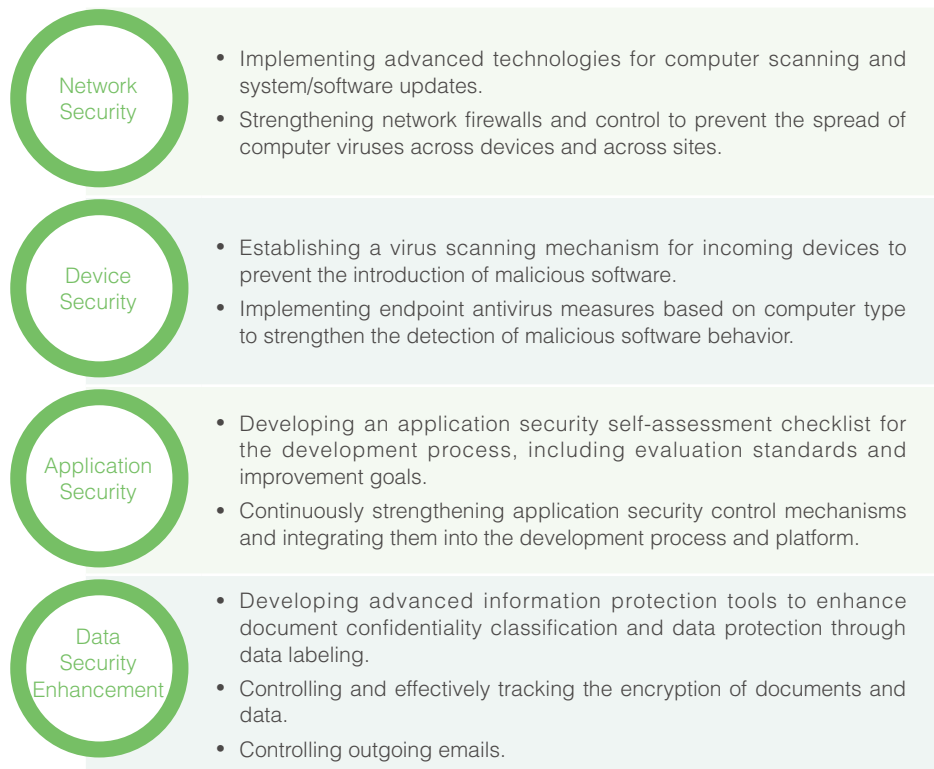 Network
Security
• Implementing advanced technologies for computer scanning and
system/software updates.
• Strengthening network firewalls and control to prevent the spread of
computer viruses across devices and across sites.
Device
Security
• Establishing a virus scanning mechanism for incoming devices to
prevent the introduction of malicious software.
• Implementing endpoint antivirus measures based on computer type
to strengthen the detection of malicious software behavior.
Application
Security
• Developing an application security self-assessment checklist for
the development process, including evaluation standards and
improvement goals.
• Continuously strengthening application security control mechanisms
and integrating them into the development process and platform.
Data
Security
Enhancement
• Developing advanced information protection tools to enhance
document confidentiality classification and data protection through
data labeling.
• Controlling and effectively tracking the encryption of documents and
data.
• Controlling outgoing emails.